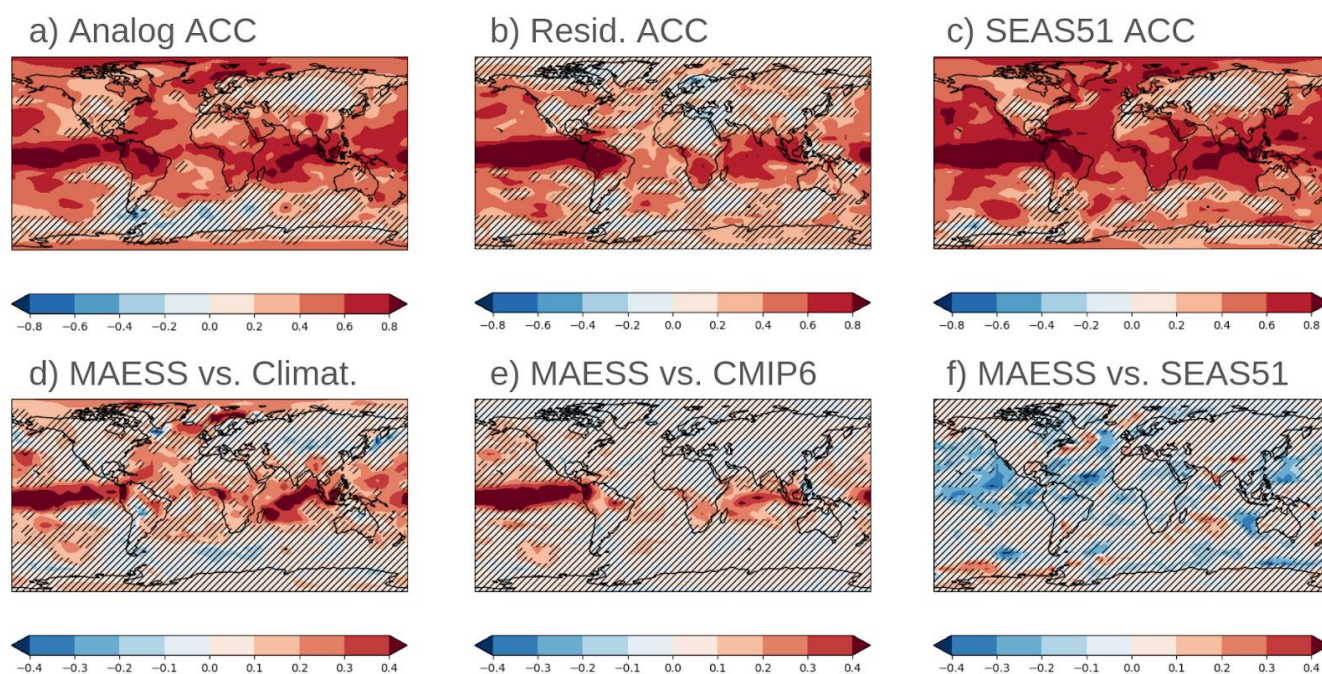 a) Analog ACC
b) Resid. ACC
c) SEAS51 ACC
−0.8 −0.6 −0.4 −0.2 0.0 0.2 0.4 0.6 0.8
−0.8 −0.6 −0.4 −0.2 0.0 0.2 0.4 0.6 0.8
−0.8 −0.6 −0.4 −0.2 0.0 0.2 0.4 0.6 0.8
d) MAESS vs. Climat.
e) MAESS vs. CMIP6
f) MAESS vs. SEAS51
−0.4 −0.3 −0.2 −0.1 0.0 0.1 0.2 0.3 0.4
−0.4 −0.3 −0.2 −0.1 0.0 0.1 0.2 0.3 0.4
−0.4 −0.3 −0.2 −0.1 0.0 0.1 0.2 0.3 0.4